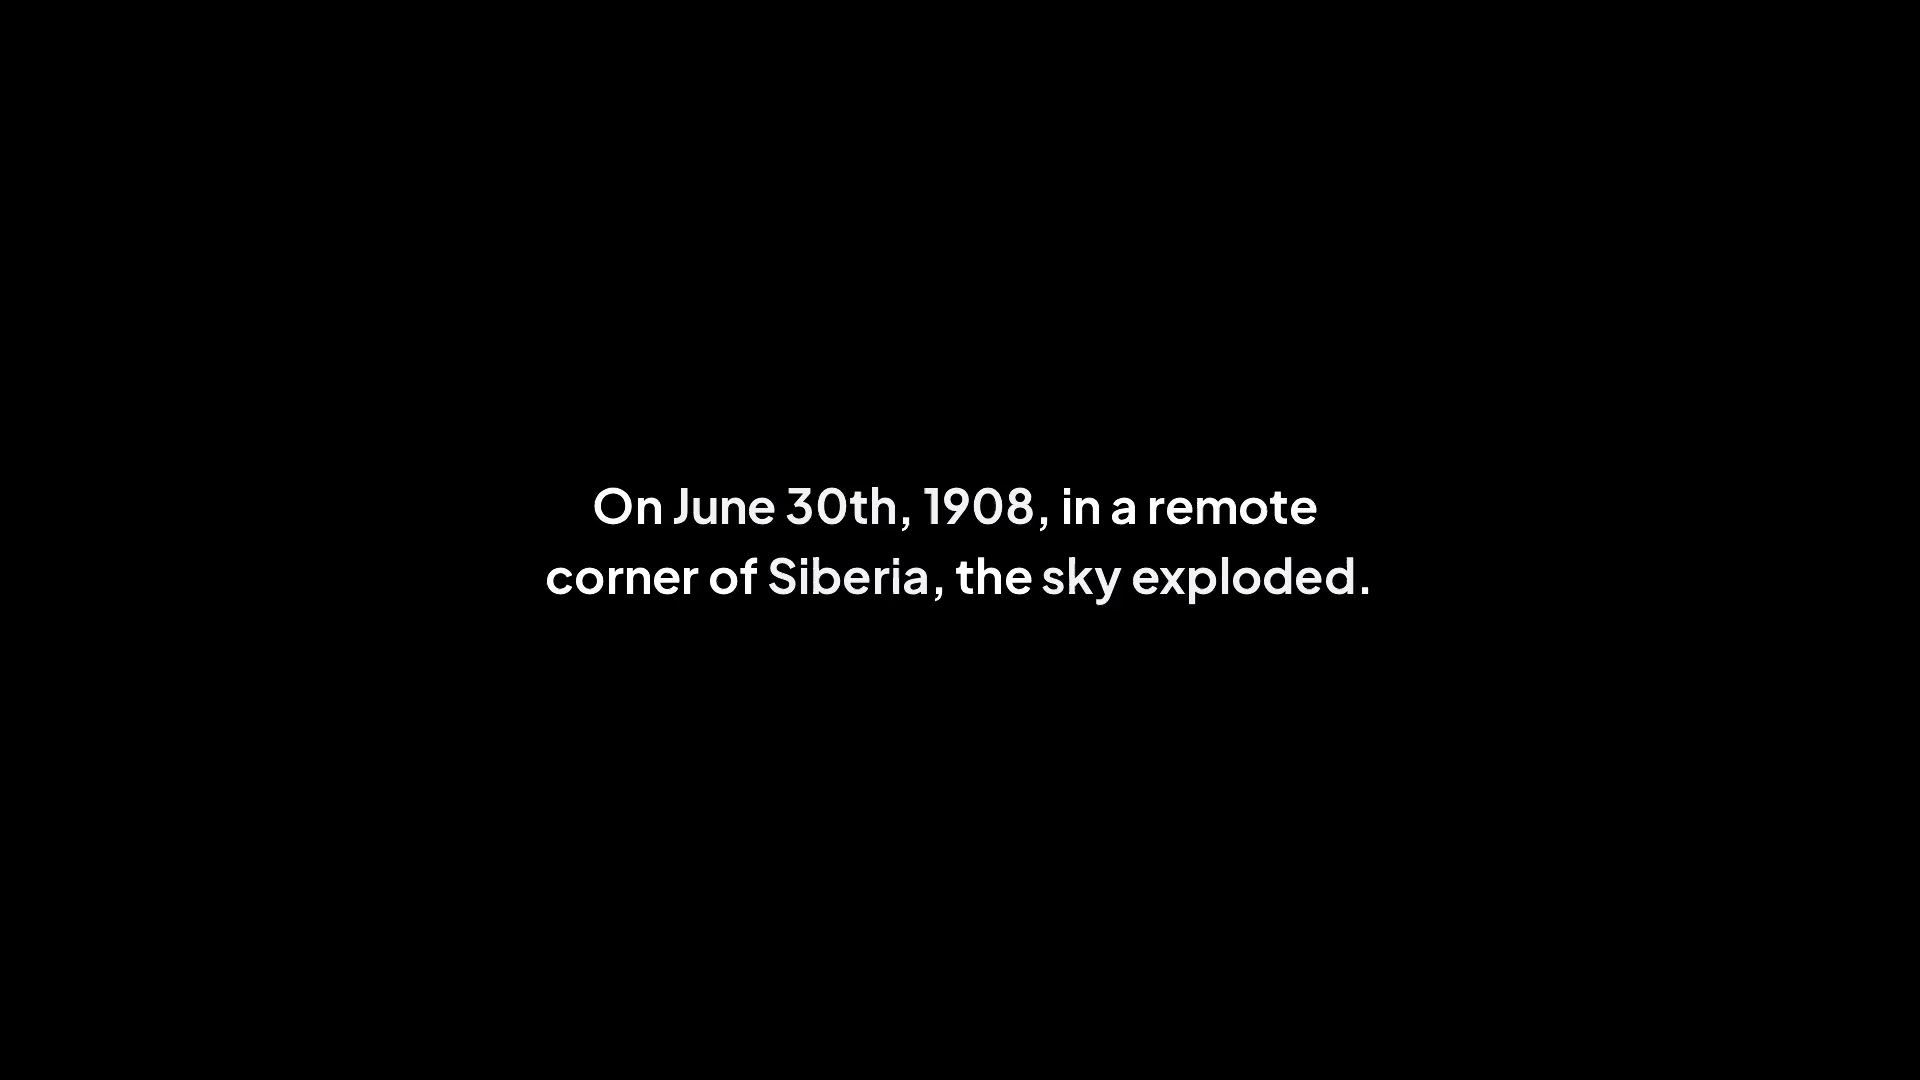 On June 30th, 1908, in a remote
corner of Siberia, the sky exploded.